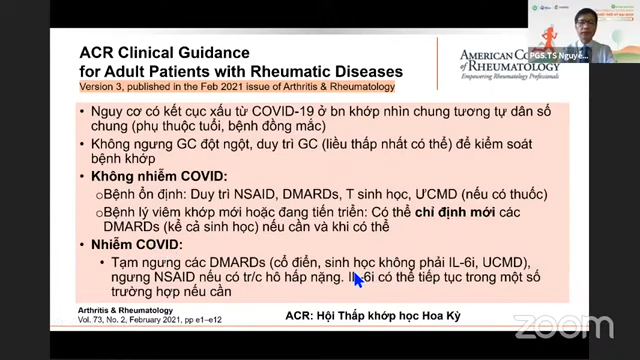 ACR Clinical Guidance
for Adult Patients with Rheumatic Diseases
Version 3, published in the Feb 2021 issue of Arthritis & Rheumatology
AMERICAN CO
OF RHEUMATOLOGY
Empowering Rheumatology Professionals
PGS.TS Nguyễ...
• Nguy cơ có kết cục xấu từ COVID-19 ở bn khớp nhìn chung tương tự dân số
chung (phụ thuộc tuổi, bệnh đồng mắc)
• Không ngưng GC đột ngột, duy trì GC (liều thấp nhất có thể) để kiểm soát
bệnh khớp
• Không nhiễm COVID:
oBệnh ổn định: Duy trì NSAID, DMARDs, T sinh học, ƯCMD (nếu có thuốc)
oBệnh lý viêm khớp mới hoặc đang tiến triển: Có thể chỉ định mới các
DMARDs (kể cả sinh học) nếu cần và khi có thể
• Nhiễm COVID:
• Tạm ngưng các DMARDs (cổ điển, sinh học không phải IL-6i, UCMD),
ngưng NSAID nếu có tr/c hô hấp nặng. IL-6i có thể tiếp tục trong một số
trường hợp nếu cần
Arthritis & Rheumatology
Vol. 73, No. 2, February 2021, pp e1–e12
ACR: Hội Thấp khớp học Hoa Kỳ
zoom